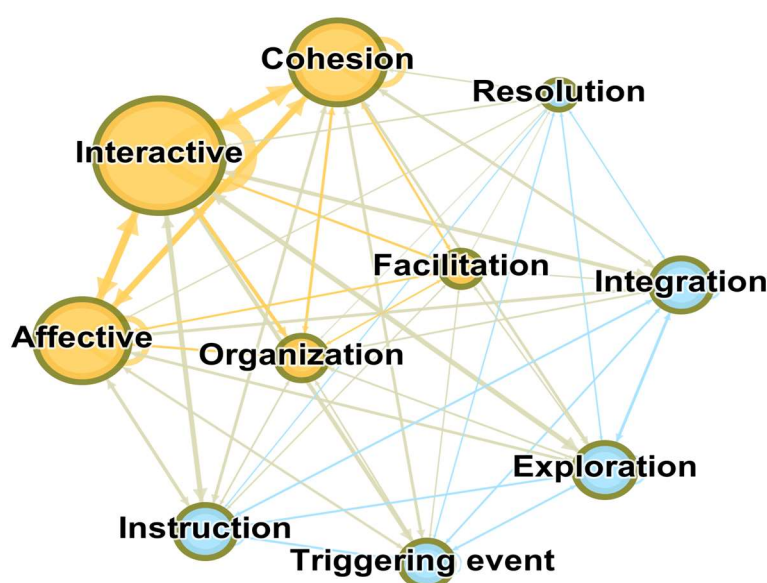 Cohesion
Resolution
Interactive
Facilitation
Integration
Affective
Organization
Exploration
Instruction
Triggering event